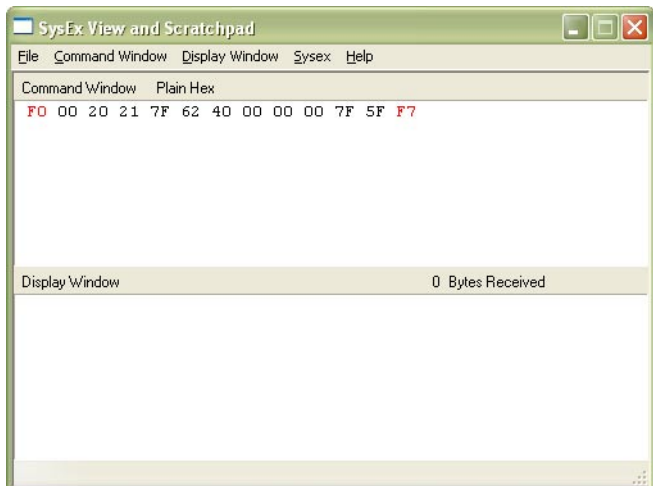 SysEx View and Scratchpad
File Command Window Display Window Sysex Help
Command Window Plain Hex
F0 00 20 21 7F 62 40 00 00 00 7F 5F F7
Display Window 0 Bytes Received